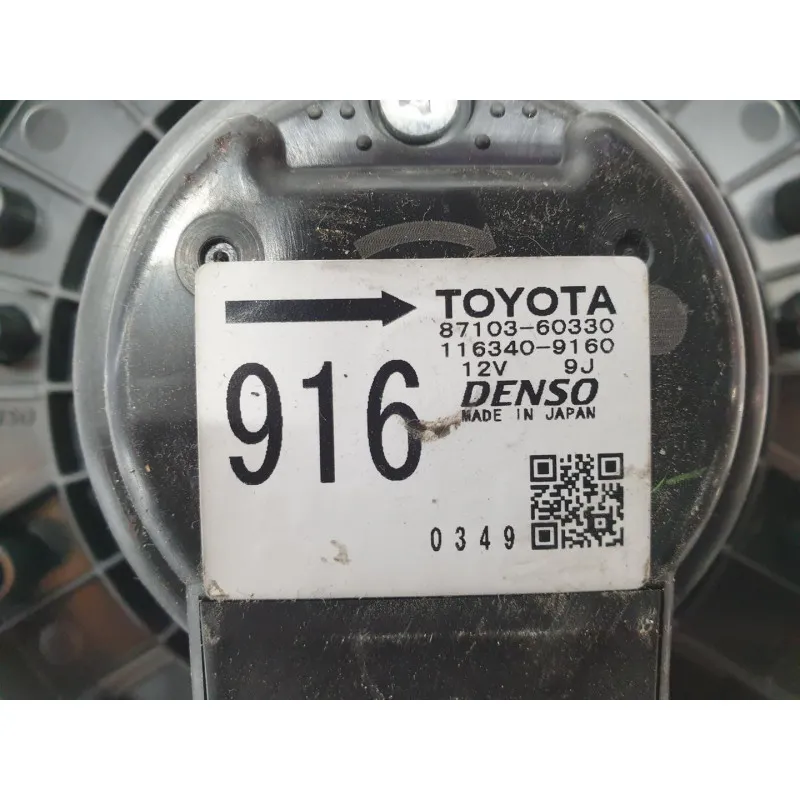 TOYOTA
87103-60330
116340-9160
12V 9J
916
DENSO
MADE IN JAPAN
0349